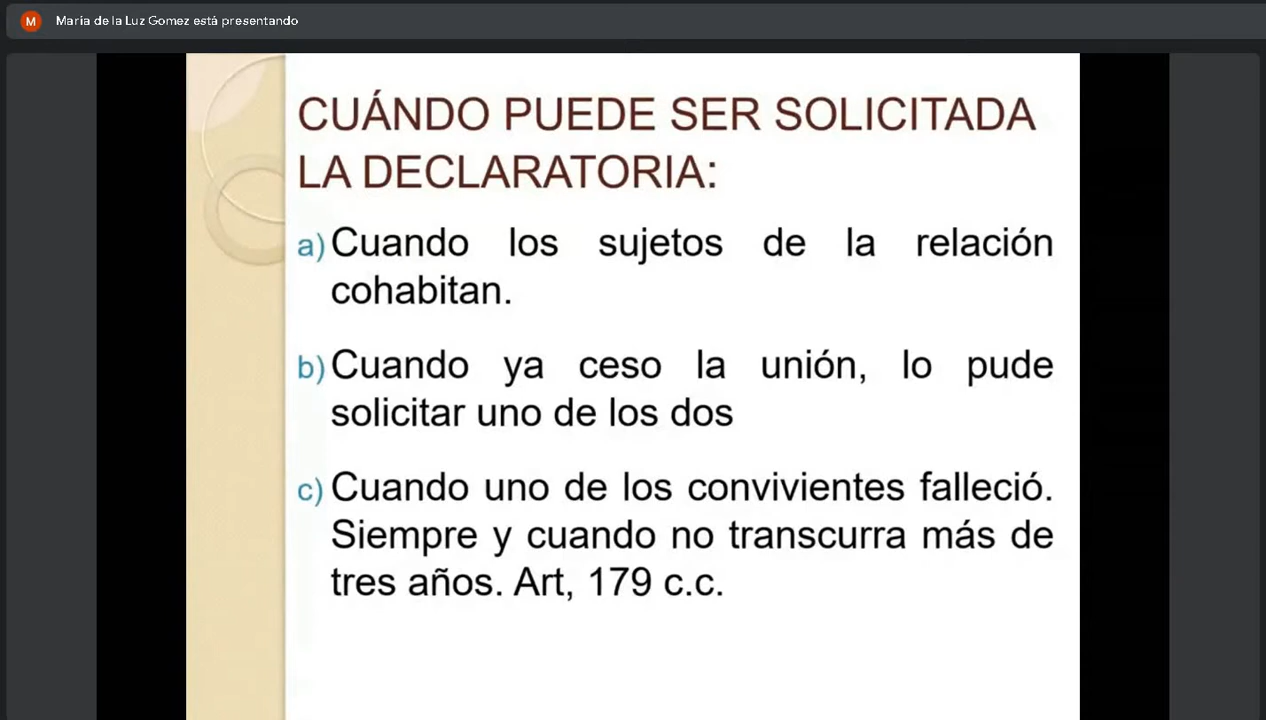 M
Maria de la Luz Gomez está presentando
CUÁNDO PUEDE SER SOLICITADA
LA DECLARATORIA:
a) Cuando los sujetos de la relación
cohabitan.
b) Cuando ya ceso la unión, lo pude
solicitar uno de los dos
c) Cuando uno de los convivientes falleció.
Siempre y cuando no transcurra más de
tres años. Art, 179 c.c.